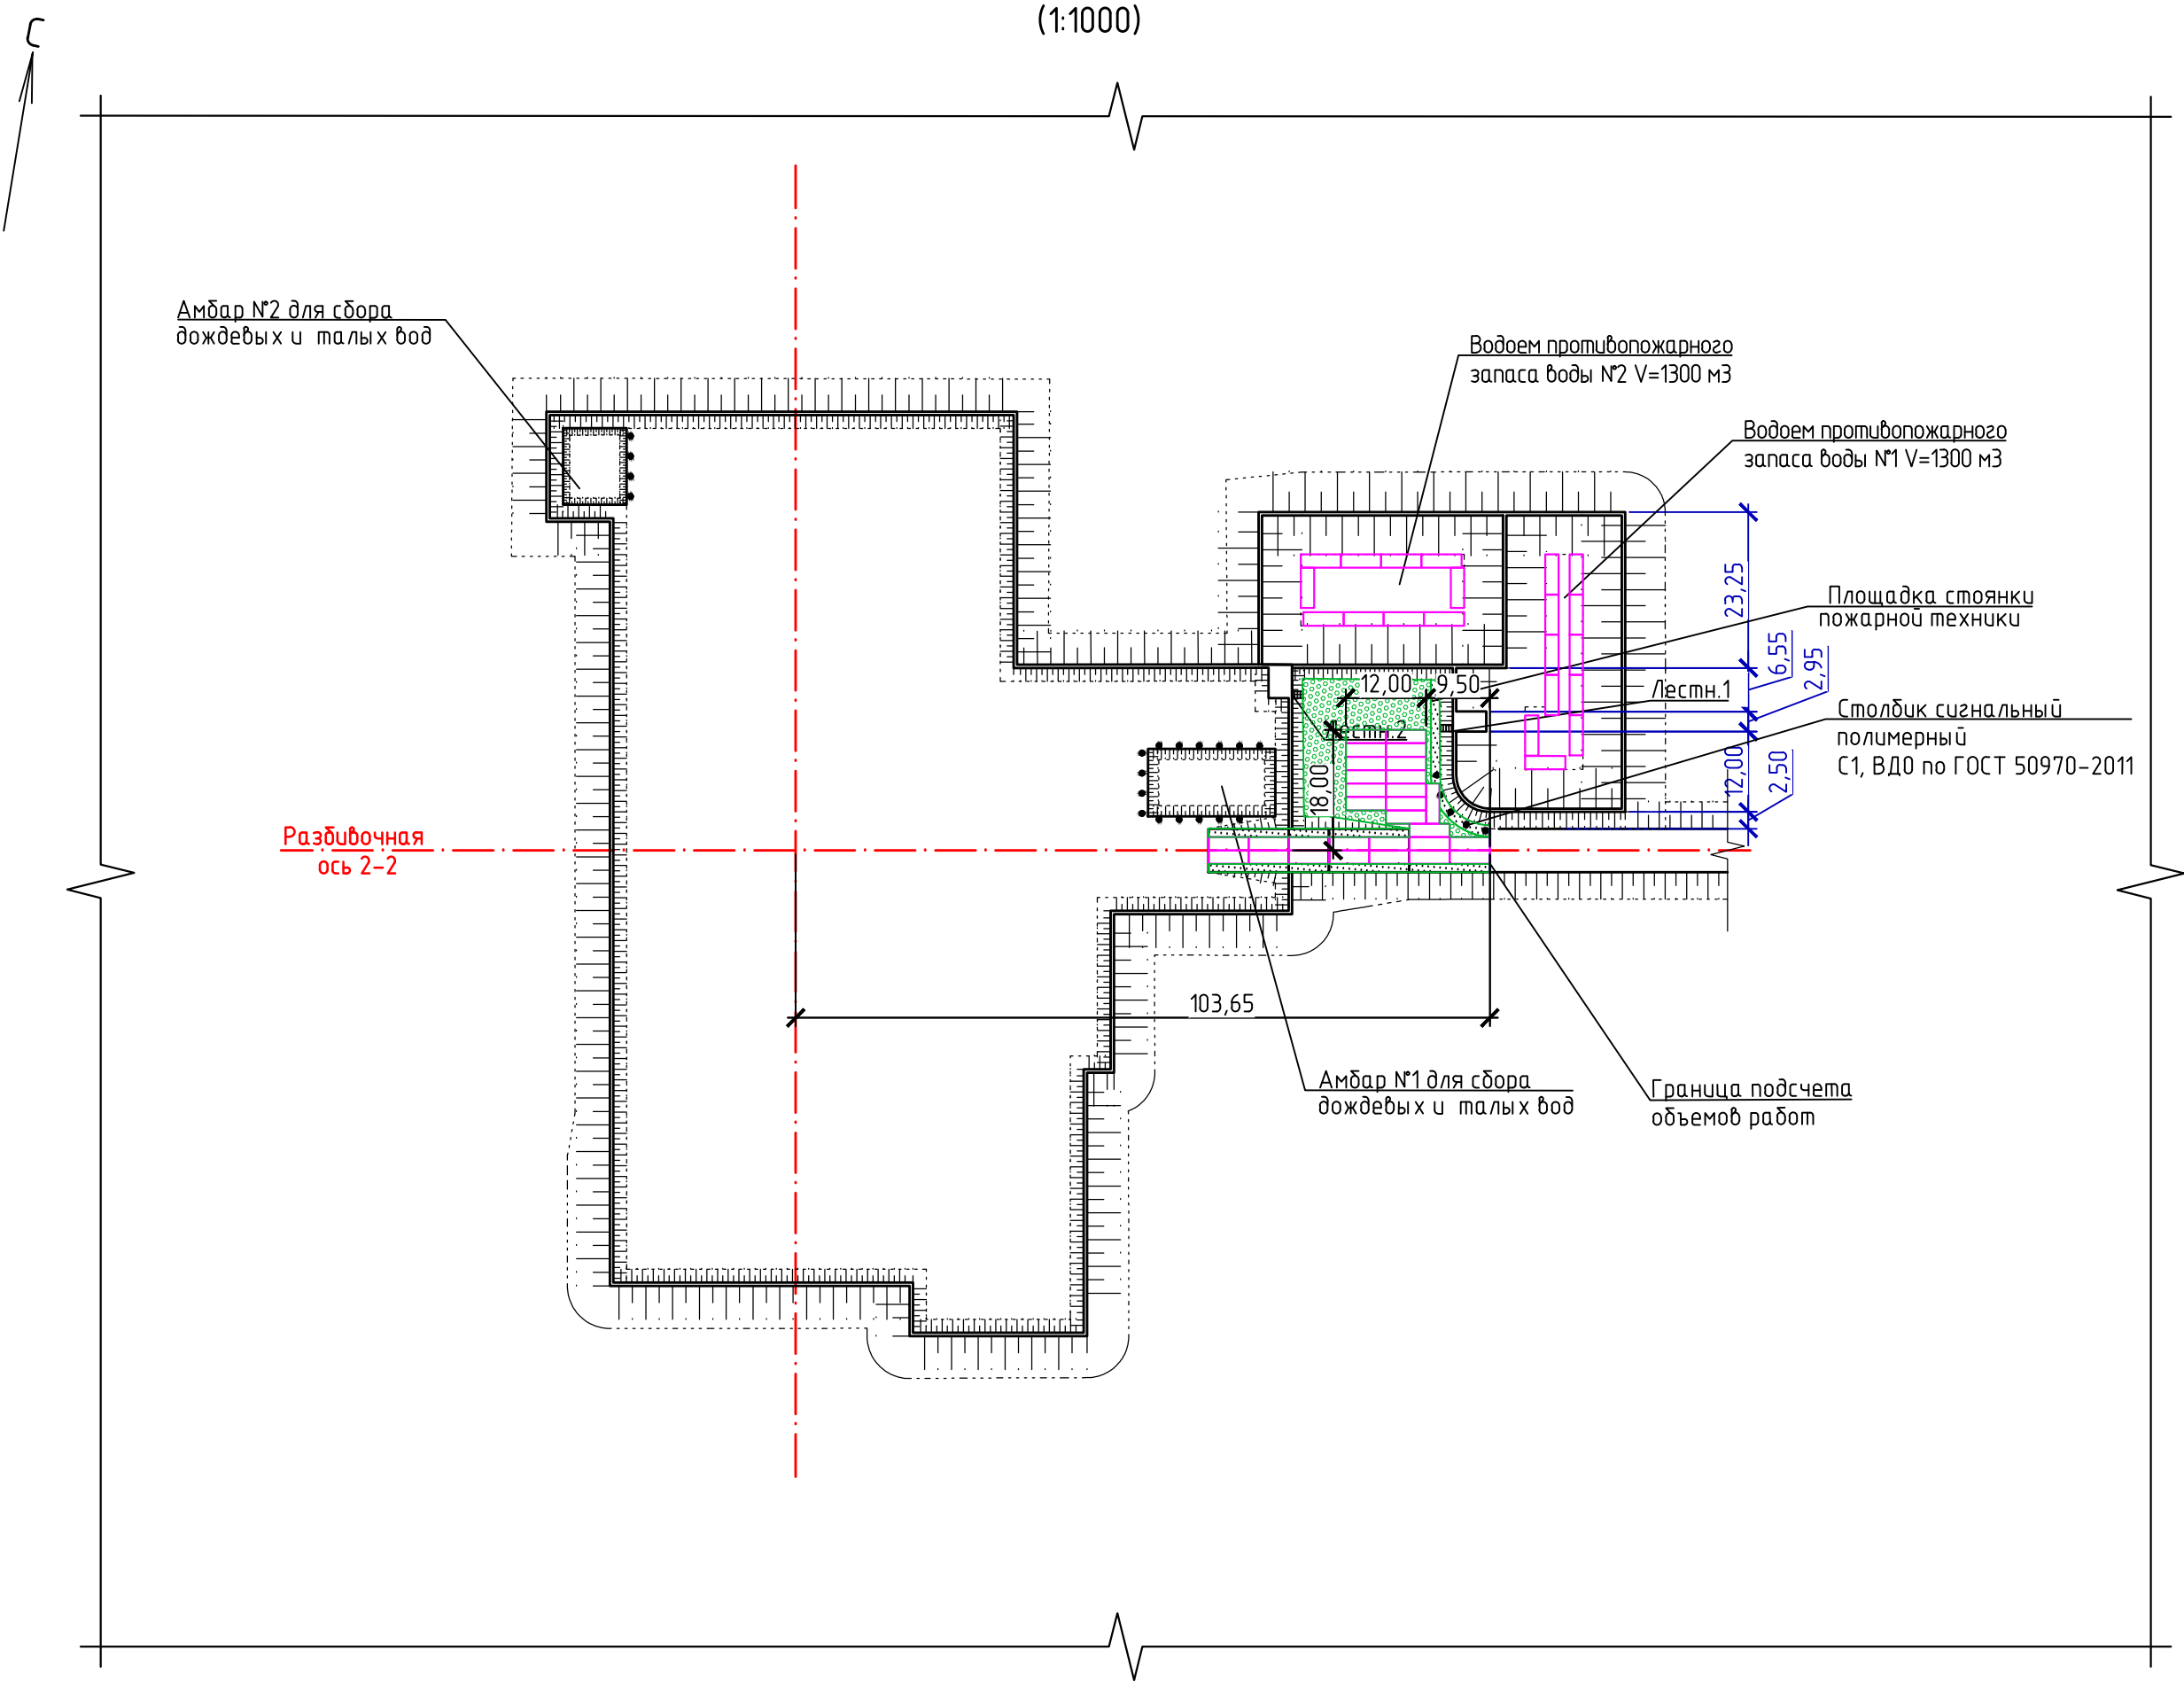 (1:1000)
С
Амбар №2 для сбора
дождевых и талых вод
Водоем противопожарного
запаса воды №2 V=1300 м3
Водоем противопожарного
запаса воды №1 V=1300 м3
23,25
Площадка стоянки
пожарной техники
6,55
2,95
12,00
9,50
Лестн.1
Столбик сигнальный
полимерный
С1, ВД0 по ГОСТ 50970-2011
Лестн.2
18,00
12,00
2,50
Разбивочная
ось 2-2
103,65
Амбар №1 для сбора
дождевых и талых вод
Граница подсчета
объемов работ